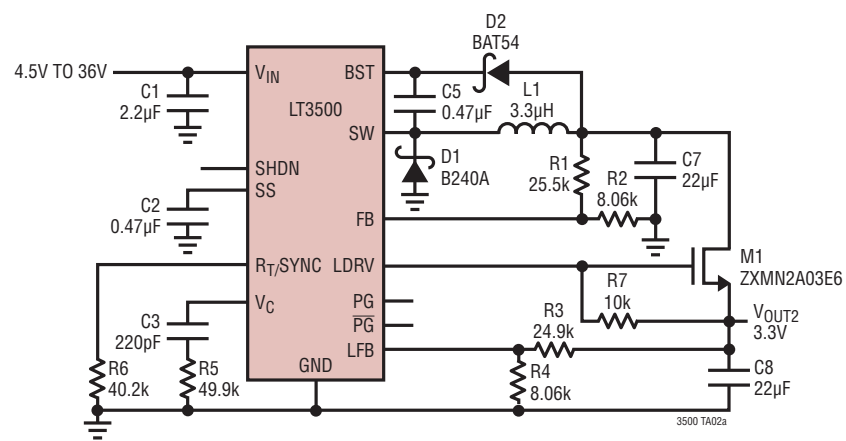 D2
BAT54
4.5V TO 36V
VIN
BST
C1
2.2µF
LT3500
C5
0.47µF
L1
3.3µH
SW
D1
B240A
R1
25.5k
C7
22µF
R2
8.06k
SHDN
SS
C2
0.47µF
FB
RT/SYNC
LDRV
M1
ZXMN2A03E6
VC
PG
PG
R7
10k
VOUT2
3.3V
C3
220pF
R3
24.9k
LFB
R6
40.2k
R5
49.9k
GND
R4
8.06k
C8
22µF
3500 TA02a